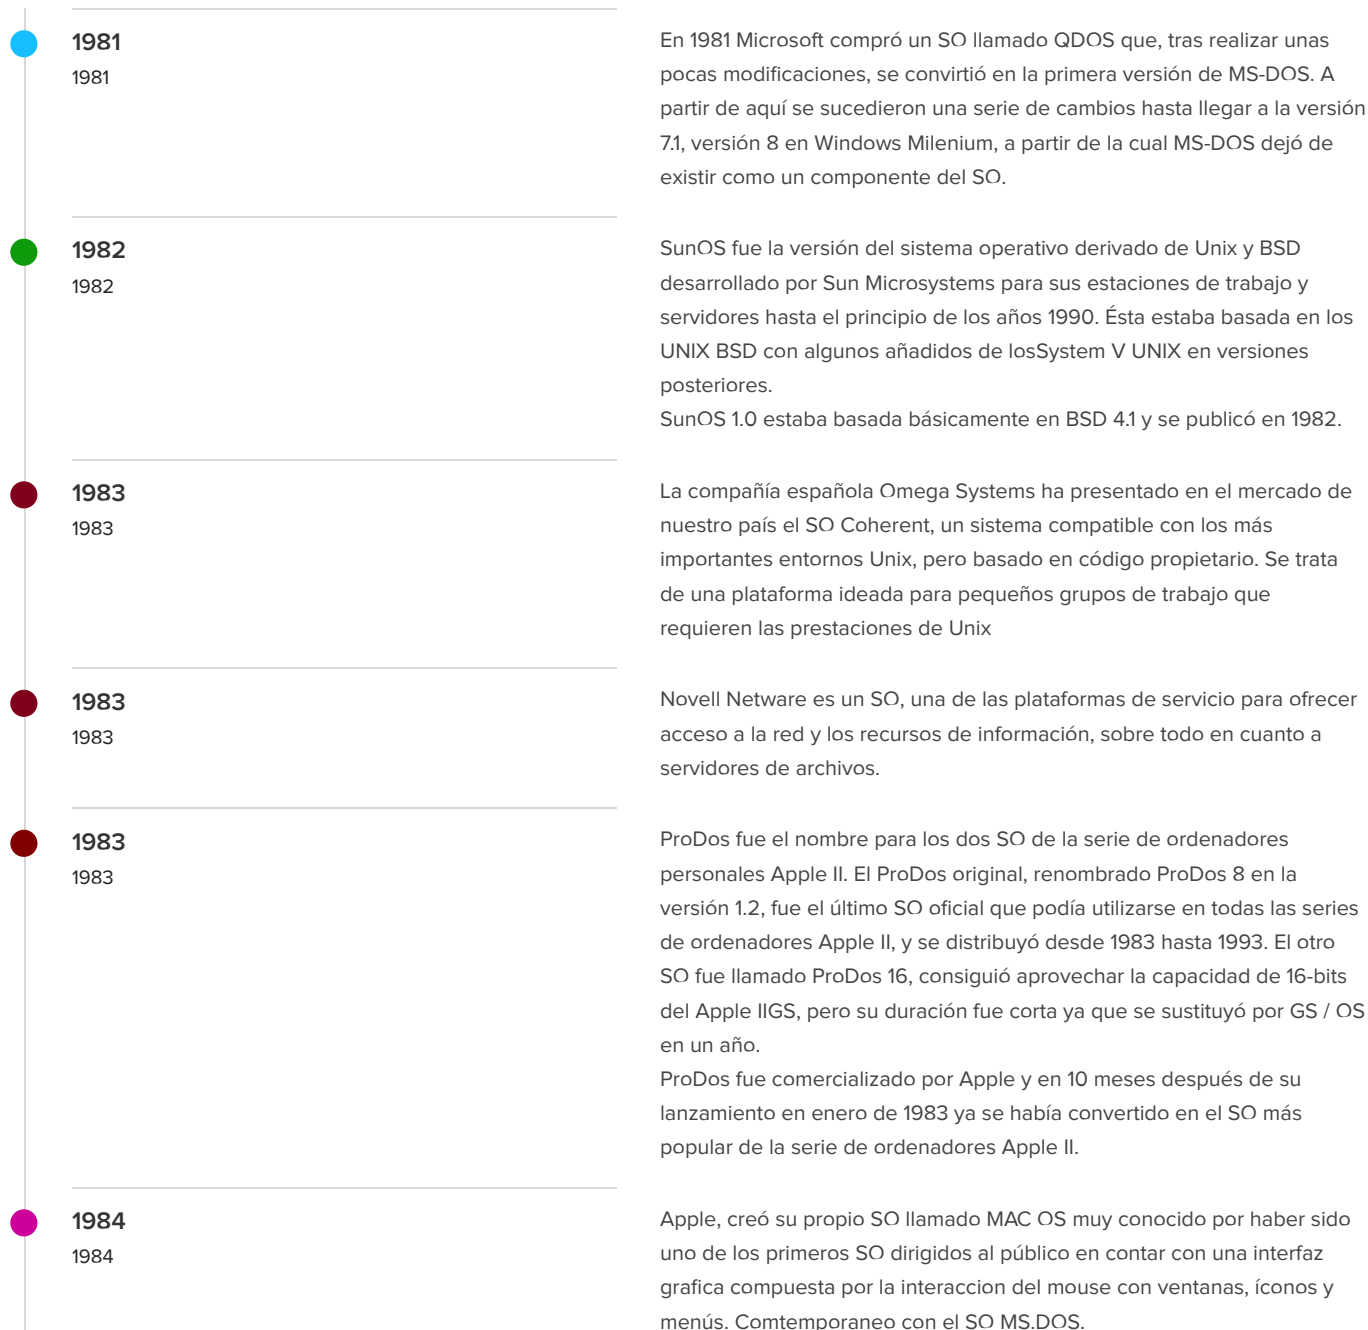 1981
1981
En 1981 Microsoft compró un SO llamado QDOS que, tras realizar unas
pocas modificaciones, se convirtió en la primera versión de MS-DOS. A
partir de aquí se sucedieron una serie de cambios hasta llegar a la versión
7.1, versión 8 en Windows Milenium, a partir de la cual MS-DOS dejó de
existir como un componente del SO.
1982
1982
SunOS fue la versión del sistema operativo derivado de Unix y BSD
desarrollado por Sun Microsystems para sus estaciones de trabajo y
servidores hasta el principio de los años 1990. Ésta estaba basada en los
UNIX BSD con algunos añadidos de losSystem V UNIX en versiones
posteriores.
SunOS 1.0 estaba basada básicamente en BSD 4.1 y se publicó en 1982.
1983
1983
La compañía española Omega Systems ha presentado en el mercado de
nuestro país el SO Coherent, un sistema compatible con los más
importantes entornos Unix, pero basado en código propietario. Se trata
de una plataforma ideada para pequeños grupos de trabajo que
requieren las prestaciones de Unix
1983
1983
Novell Netware es un SO, una de las plataformas de servicio para ofrecer
acceso a la red y los recursos de información, sobre todo en cuanto a
servidores de archivos.
1983
1983
ProDos fue el nombre para los dos SO de la serie de ordenadores
personales Apple II. El ProDos original, renombrado ProDos 8 en la
versión 1.2, fue el último SO oficial que podía utilizarse en todas las series
de ordenadores Apple II, y se distribuyó desde 1983 hasta 1993. El otro
SO fue llamado ProDos 16, consiguió aprovechar la capacidad de 16-bits
del Apple IIGS, pero su duración fue corta ya que se sustituyó por GS / OS
en un año.
ProDos fue comercializado por Apple y en 10 meses después de su
lanzamiento en enero de 1983 ya se había convertido en el SO más
popular de la serie de ordenadores Apple II.
1984
1984
Apple, creó su propio SO llamado MAC OS muy conocido por haber sido
uno de los primeros SO dirigidos al público en contar con una interfaz
grafica compuesta por la interaccion del mouse con ventanas, íconos y
menús. Comtemporaneo con el SO MS.DOS.